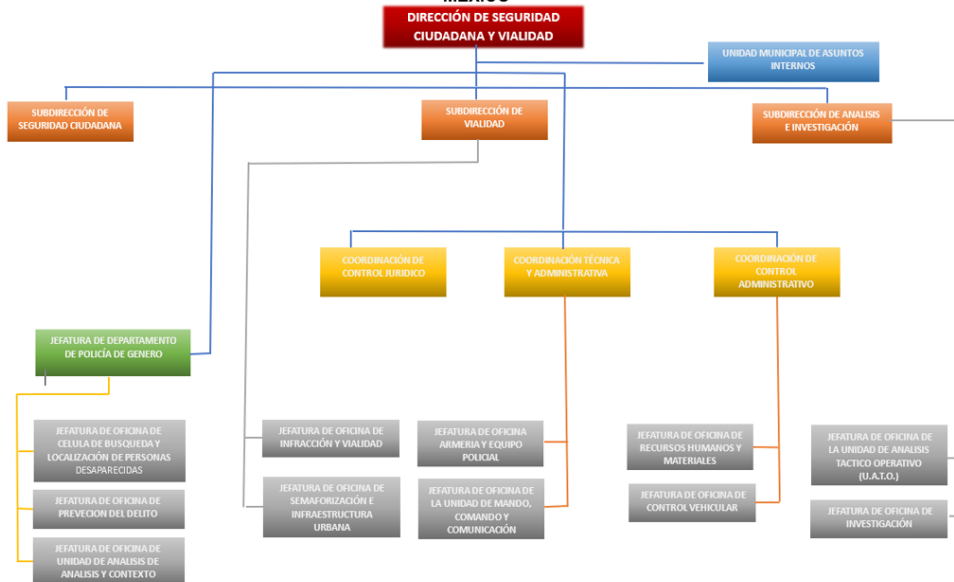 MÉXICO
DIRECCIÓN DE SEGURIDAD
CIUDADANA Y VIALIDAD
UNIDAD MUNICIPAL DE ASUNTOS
INTERNOS
SUBDIRECCIÓN DE
SEGURIDAD CIUDADANA
SUBDIRECCIÓN DE
VIALIDAD
SUBDIRECCIÓN DE ANALISIS
E INVESTIGACIÓN
COORDINACIÓN DE
CONTROL JURIDICO
COORDINACIÓN TÉCNICA
Y ADMINISTRATIVA
COORDINACIÓN DE
CONTROL
ADMINISTRATIVO
JEFATURA DE DEPARTAMENTO
DE POLICÍA DE GENERO
JEFATURA DE OFICINA DE
CELULA DE BUSQUEDA Y
LOCALIZACIÓN DE PERSONAS
DESAPARECIDAS
JEFATURA DE OFICINA DE
PREVECION DEL DELITO
JEFATURA DE OFICINA DE
UNIDAD DE ANALISIS DE
ANALISIS Y CONTEXTO
JEFATURA DE OFICINA DE
INFRACCIÓN Y VIALIDAD
JEFATURA DE OFICINA DE
SEMAFORIZACIÓN E
INFRAESTRUCTURA
URBANA
JEFATURA DE OFICINA
ARMERIA Y EQUIPO
POLICIAL
JEFATURA DE OFICINA DE
LA UNIDAD DE MANDO,
COMANDO Y
COMUNICACIÓN
JEFATURA DE OFICINA DE
RECURSOS HUMANOS Y
MATERIALES
JEFATURA DE OFICINA DE
CONTROL VEHICULAR
JEFATURA DE OFICINA DE
LA UNIDAD DE ANALISIS
TACTICO OPERATIVO
(U.A.T.O.)
JEFATURA DE OFICINA DE
INVESTIGACIÓN